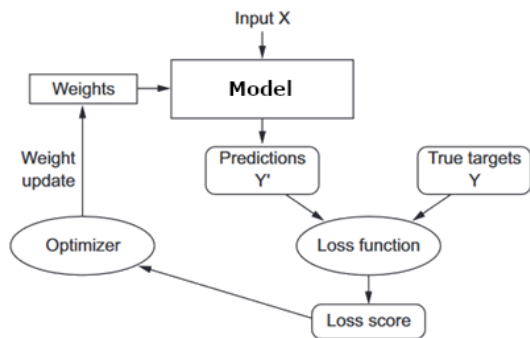 Input X
Weights
Model
Weight
update
Predictions
Y'
True targets
Y
Optimizer
Loss function
Loss score